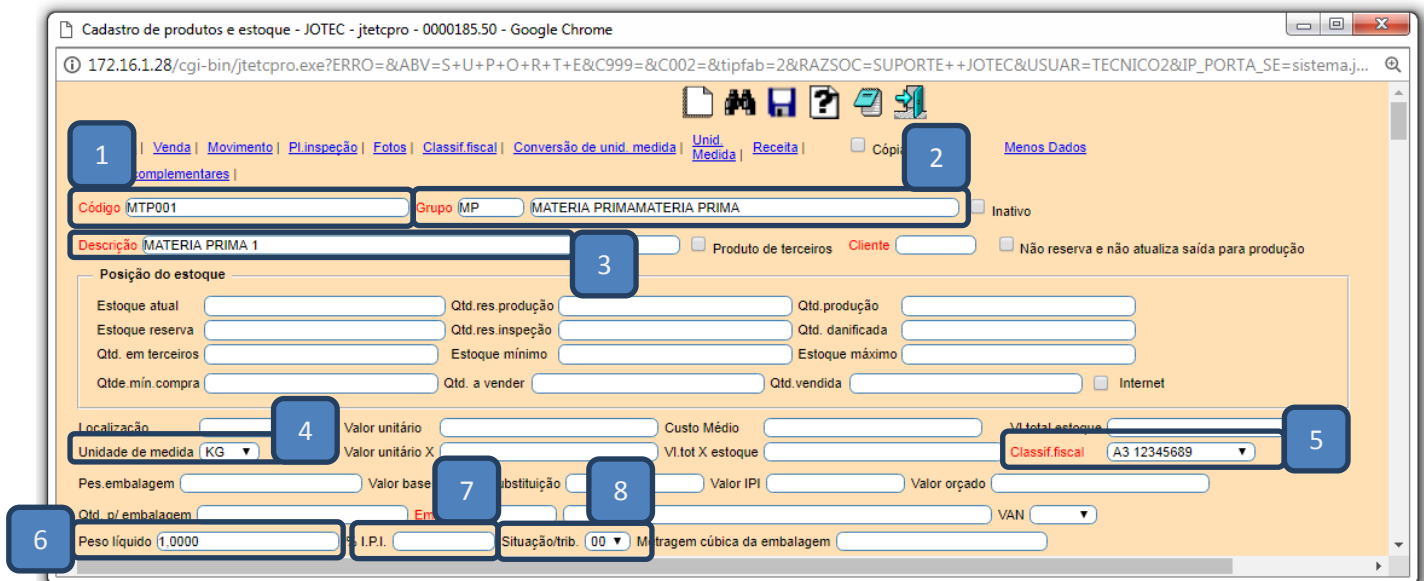 Cadastro de produtos e estoque - JOTEC - jtetcpro - 0000185.50 - Google Chrome
172.16.1.28/cgi-bin/jtetcpro.exe?ERRO=&ABV=S+U+P+O+R+T+E&C999=&C002=&tipfab=2&RAZSOC=SUPORTE++JOTEC&USUAR=TECNICO2&IP_PORTA_SE=sistema.j...
1 | Venda | Movimento | Pl.inspeção | Fotos | Classif.fiscal | Conversão de unid. medida | Unid. Medida | Receita | Cópia 2 Menos Dados
complementares |
Código MTP001 Grupo MP MATERIA PRIMAMATERIA PRIMA Inativo
Descrição MATERIA PRIMA 1 3 Produto de terceiros Cliente Não reserva e não atualiza saída para produção
Posição do estoque
Estoque atual Qtd.res.produção Qtd.produção
Estoque reserva Qtd.res.inspeção Qtd. danificada
Qtd. em terceiros Estoque mínimo Estoque máximo
Qtde.mín.compra Qtd. a vender Qtd.vendida Internet
Localização 4 Valor unitário Custo Médio Vl.total estoque 5
Unidade de medida KG Valor unitário X Vl.tot X estoque Classif.fiscal A3 12345689
Pes.embalagem Valor base 7 ubstituição 8 Valor IPI Valor orçado
Qtd. p/ embalagem Em VAN
6 Peso líquido 1,0000 % I.P.I. Situação/trib. 00 Metragem cúbica da embalagem